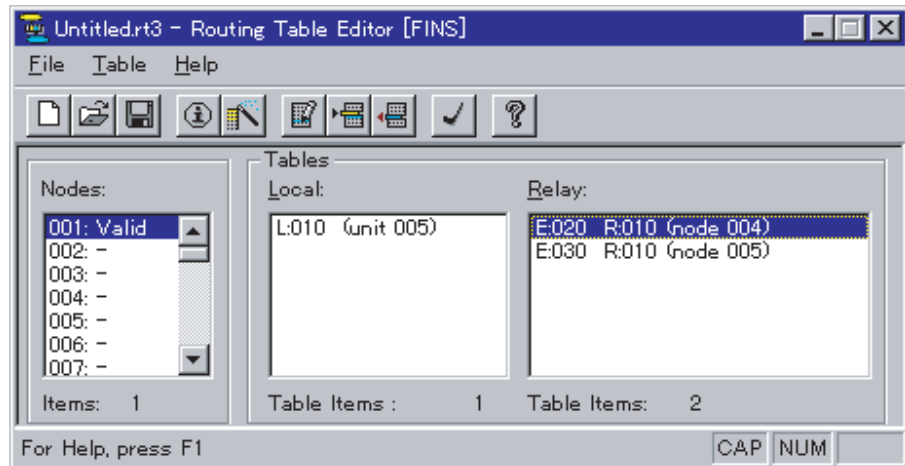 Untitled.rt3 - Routing Table Editor [FINS]
File Table Help
Tables
Nodes:
Local:
Relay:
001: Valid
002: -
003: -
004: -
005: -
006: -
007: -
L:010 (unit 005)
E:020 R:010 (node 004)
E:030 R:010 (node 005)
Items: 1
Table Items : 1
Table Items: 2
For Help, press F1
CAP NUM